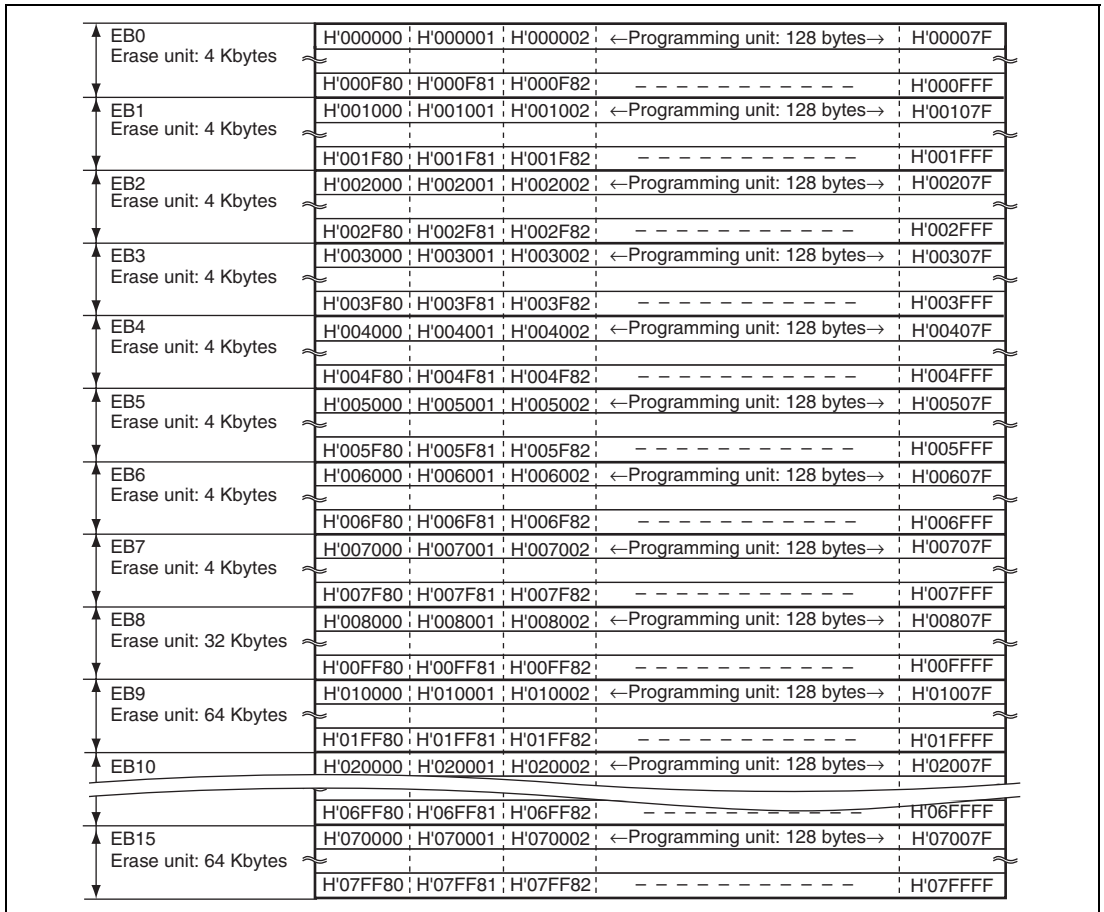 EB0 H'000000 H'000001 H'000002 ←Programming unit: 128 bytes→ H'00007F
Erase unit: 4 Kbytes
H'000F80 H'000F81 H'000F82 – – – – – – – – – – – H'000FFF
EB1 H'001000 H'001001 H'001002 ←Programming unit: 128 bytes→ H'00107F
Erase unit: 4 Kbytes
H'001F80 H'001F81 H'001F82 – – – – – – – – – – – H'001FFF
EB2 H'002000 H'002001 H'002002 ←Programming unit: 128 bytes→ H'00207F
Erase unit: 4 Kbytes
H'002F80 H'002F81 H'002F82 – – – – – – – – – – – H'002FFF
EB3 H'003000 H'003001 H'003002 ←Programming unit: 128 bytes→ H'00307F
Erase unit: 4 Kbytes
H'003F80 H'003F81 H'003F82 – – – – – – – – – – – H'003FFF
EB4 H'004000 H'004001 H'004002 ←Programming unit: 128 bytes→ H'00407F
Erase unit: 4 Kbytes
H'004F80 H'004F81 H'004F82 – – – – – – – – – – – H'004FFF
EB5 H'005000 H'005001 H'005002 ←Programming unit: 128 bytes→ H'00507F
Erase unit: 4 Kbytes
H'005F80 H'005F81 H'005F82 – – – – – – – – – – – H'005FFF
EB6 H'006000 H'006001 H'006002 ←Programming unit: 128 bytes→ H'00607F
Erase unit: 4 Kbytes
H'006F80 H'006F81 H'006F82 – – – – – – – – – – – H'006FFF
EB7 H'007000 H'007001 H'007002 ←Programming unit: 128 bytes→ H'00707F
Erase unit: 4 Kbytes
H'007F80 H'007F81 H'007F82 – – – – – – – – – – – H'007FFF
EB8 H'008000 H'008001 H'008002 ←Programming unit: 128 bytes→ H'00807F
Erase unit: 32 Kbytes
H'00FF80 H'00FF81 H'00FF82 – – – – – – – – – – – H'00FFFF
EB9 H'010000 H'010001 H'010002 ←Programming unit: 128 bytes→ H'01007F
Erase unit: 64 Kbytes
H'01FF80 H'01FF81 H'01FF82 – – – – – – – – – – – H'01FFFF
EB10 H'020000 H'020001 H'020002 ←Programming unit: 128 bytes→ H'02007F
H'06FF80 H'06FF81 H'06FF82 – – – – – – – – – – – H'06FFFF
EB15 H'070000 H'070001 H'070002 ←Programming unit: 128 bytes→ H'07007F
Erase unit: 64 Kbytes
H'07FF80 H'07FF81 H'07FF82 – – – – – – – – – – – H'07FFFF